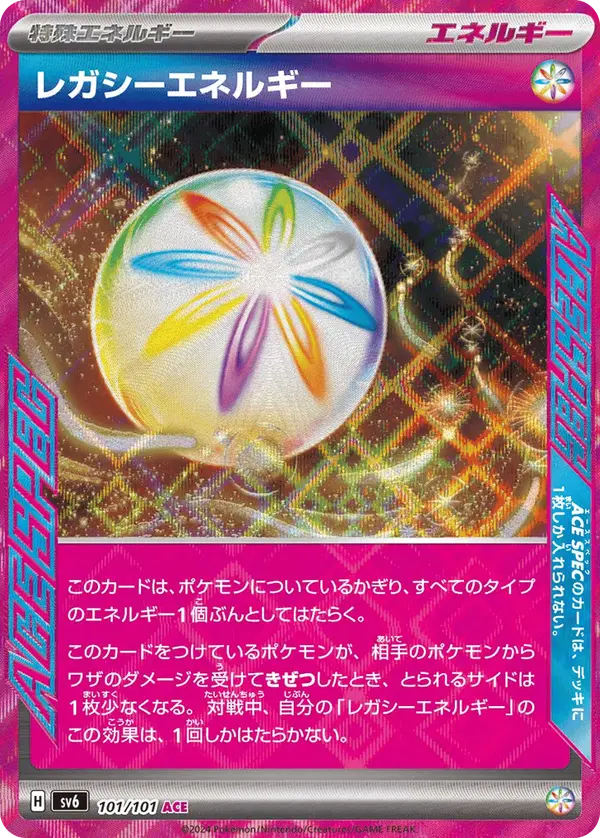 特殊エネルギー
エネルギー
レガシーエネルギー
ACE SPEC
ACE SPEC
ACE SPECのカードは、デッキに
1枚しか入れられない。
このカードは、ポケモンについているかぎり、すべてのタイプ
のエネルギー1個ぶんとしてはたらく。
このカードをつけているポケモンが、相手のポケモンから
ワザのダメージを受けてきぜつしたとき、とられるサイドは
1枚少なくなる。対戦中、自分の「レガシーエネルギー」の
この効果は、1回しかはたらかない。
H sv6 101/101 ACE
©2024 Pokémon/Nintendo/Creatures/GAME FREAK.